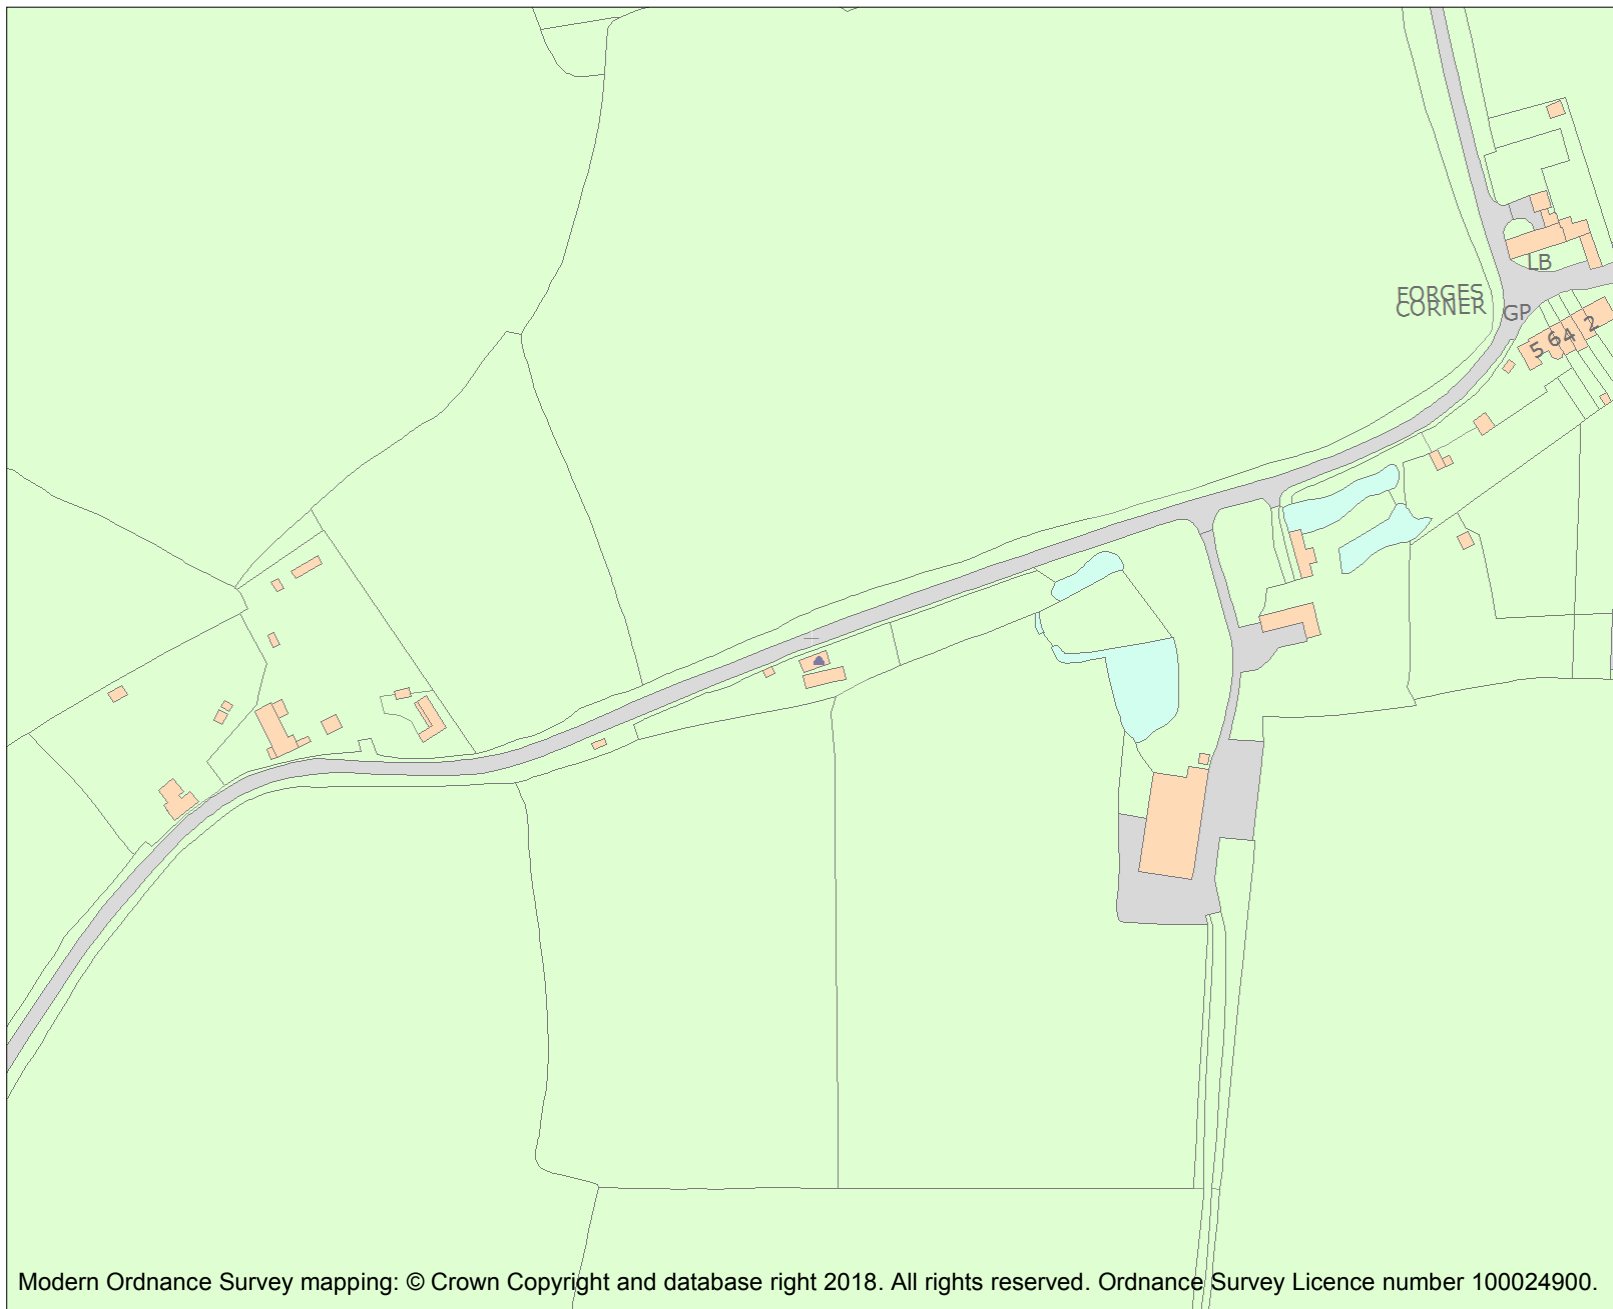 LB
FORGES
CORNER
GP
5 6 4 2
Modern Ordnance Survey mapping: © Crown Copyright and database right 2018. All rights reserved. Ordnance Survey Licence number 100024900.